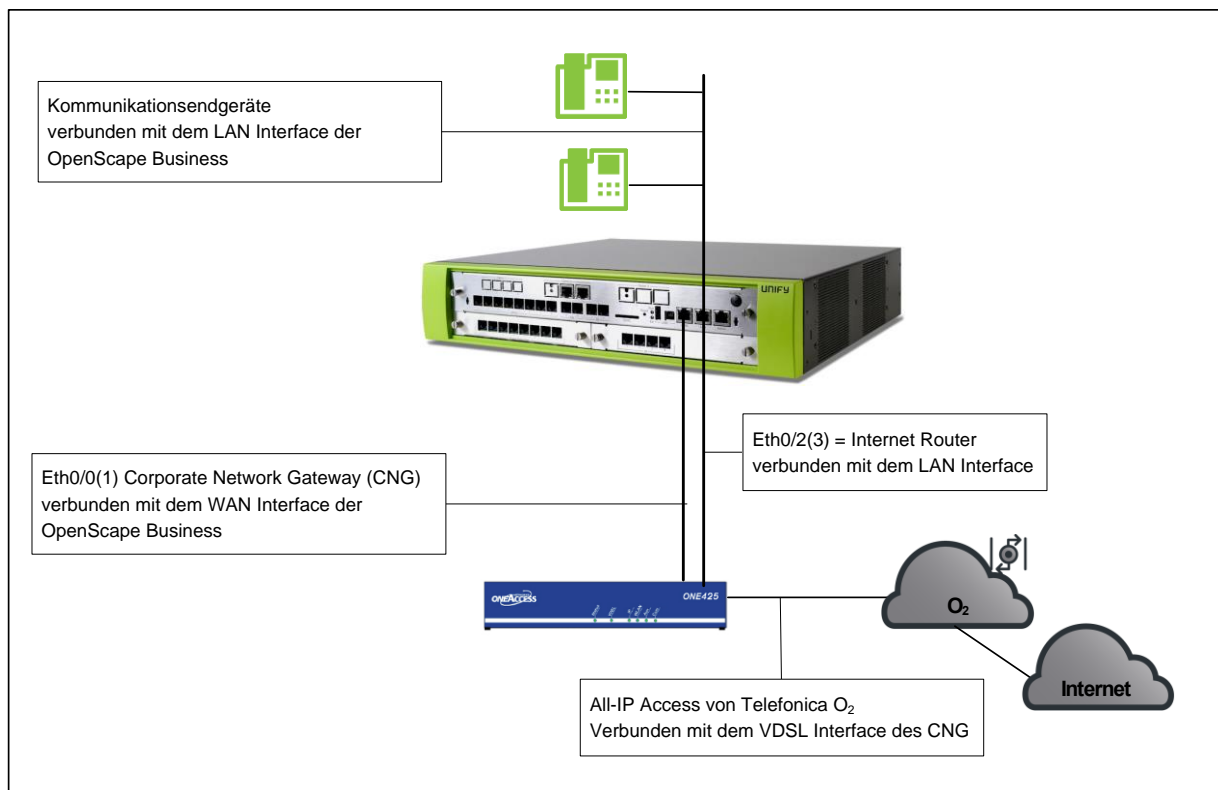 Kommunikationsendgeräte
verbunden mit dem LAN Interface der
OpenScape Business
UNIFY
Eth0/2(3) = Internet Router
verbunden mit dem LAN Interface
Eth0/0(1) Corporate Network Gateway (CNG)
verbunden mit dem WAN Interface der
OpenScape Business
ONEACCESS
ONE425
O₂
Internet
All-IP Access von Telefonica O₂
Verbunden mit dem VDSL Interface des CNG